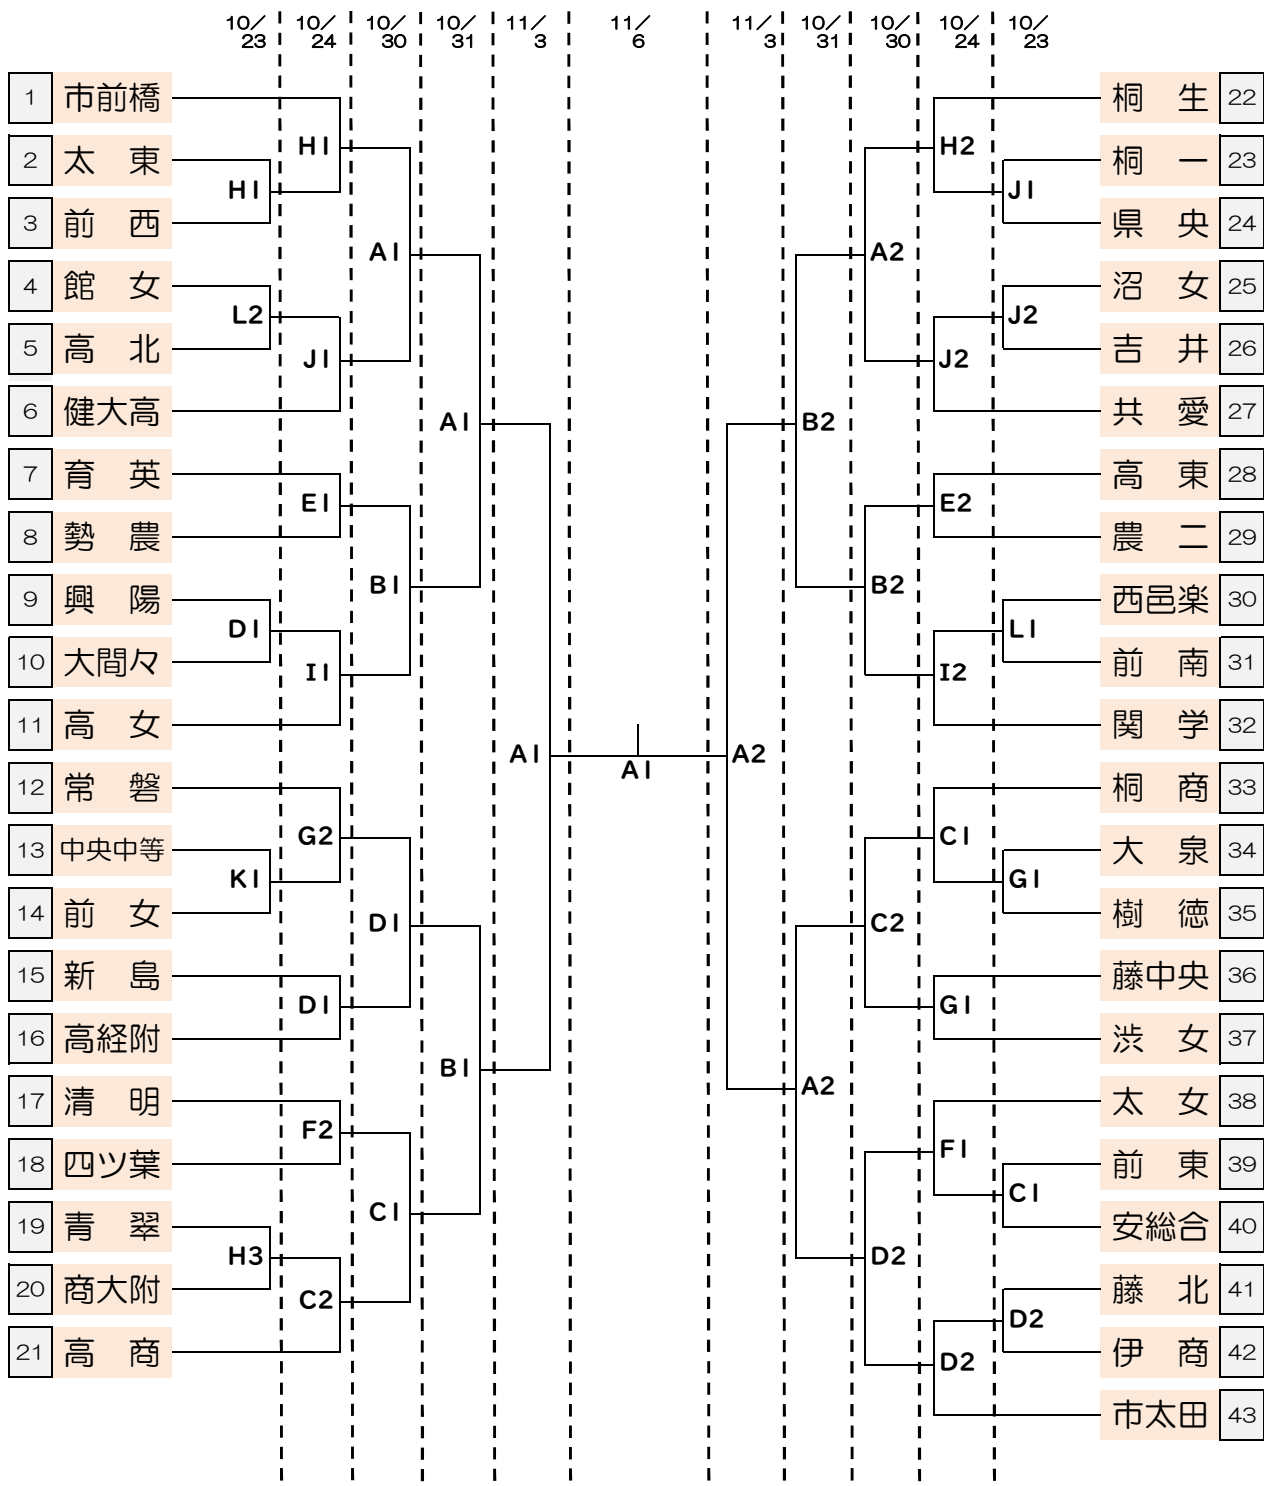 10/23 10/24 10/30 10/31 11/3 11/6 11/3 10/31 10/30 10/24 10/23
1 市前橋 桐 生 22
H1 H2
2 太 東 桐 一 23
H1 J1
3 前 西 県 央 24
A1 A2
4 館 女 沼 女 25
L2 J2
5 高 北 吉 井 26
J1 J2
6 健大高 共 愛 27
A1 B2
7 育 英 高 東 28
E1 E2
8 勢 農 農 二 29
B1 B2
9 興 陽 西邑楽 30
D1 L1
10 大間々 前 南 31
I1 I2
11 高 女 関 学 32
A1 A1 A2
12 常 磐 桐 商 33
G2 C1
13 中央中等 大 泉 34
K1 G1
14 前 女 樹 徳 35
D1 C2
15 新 島 藤中央 36
D1 G1
16 高経附 渋 女 37
B1 A2
17 清 明 太 女 38
F2 F1
18 四ツ葉 前 東 39
C1 C1
19 青 翠 安総合 40
H3 D2
20 商大附 藤 北 41
C2 D2
21 高 商 伊 商 42
D2
市太田 43